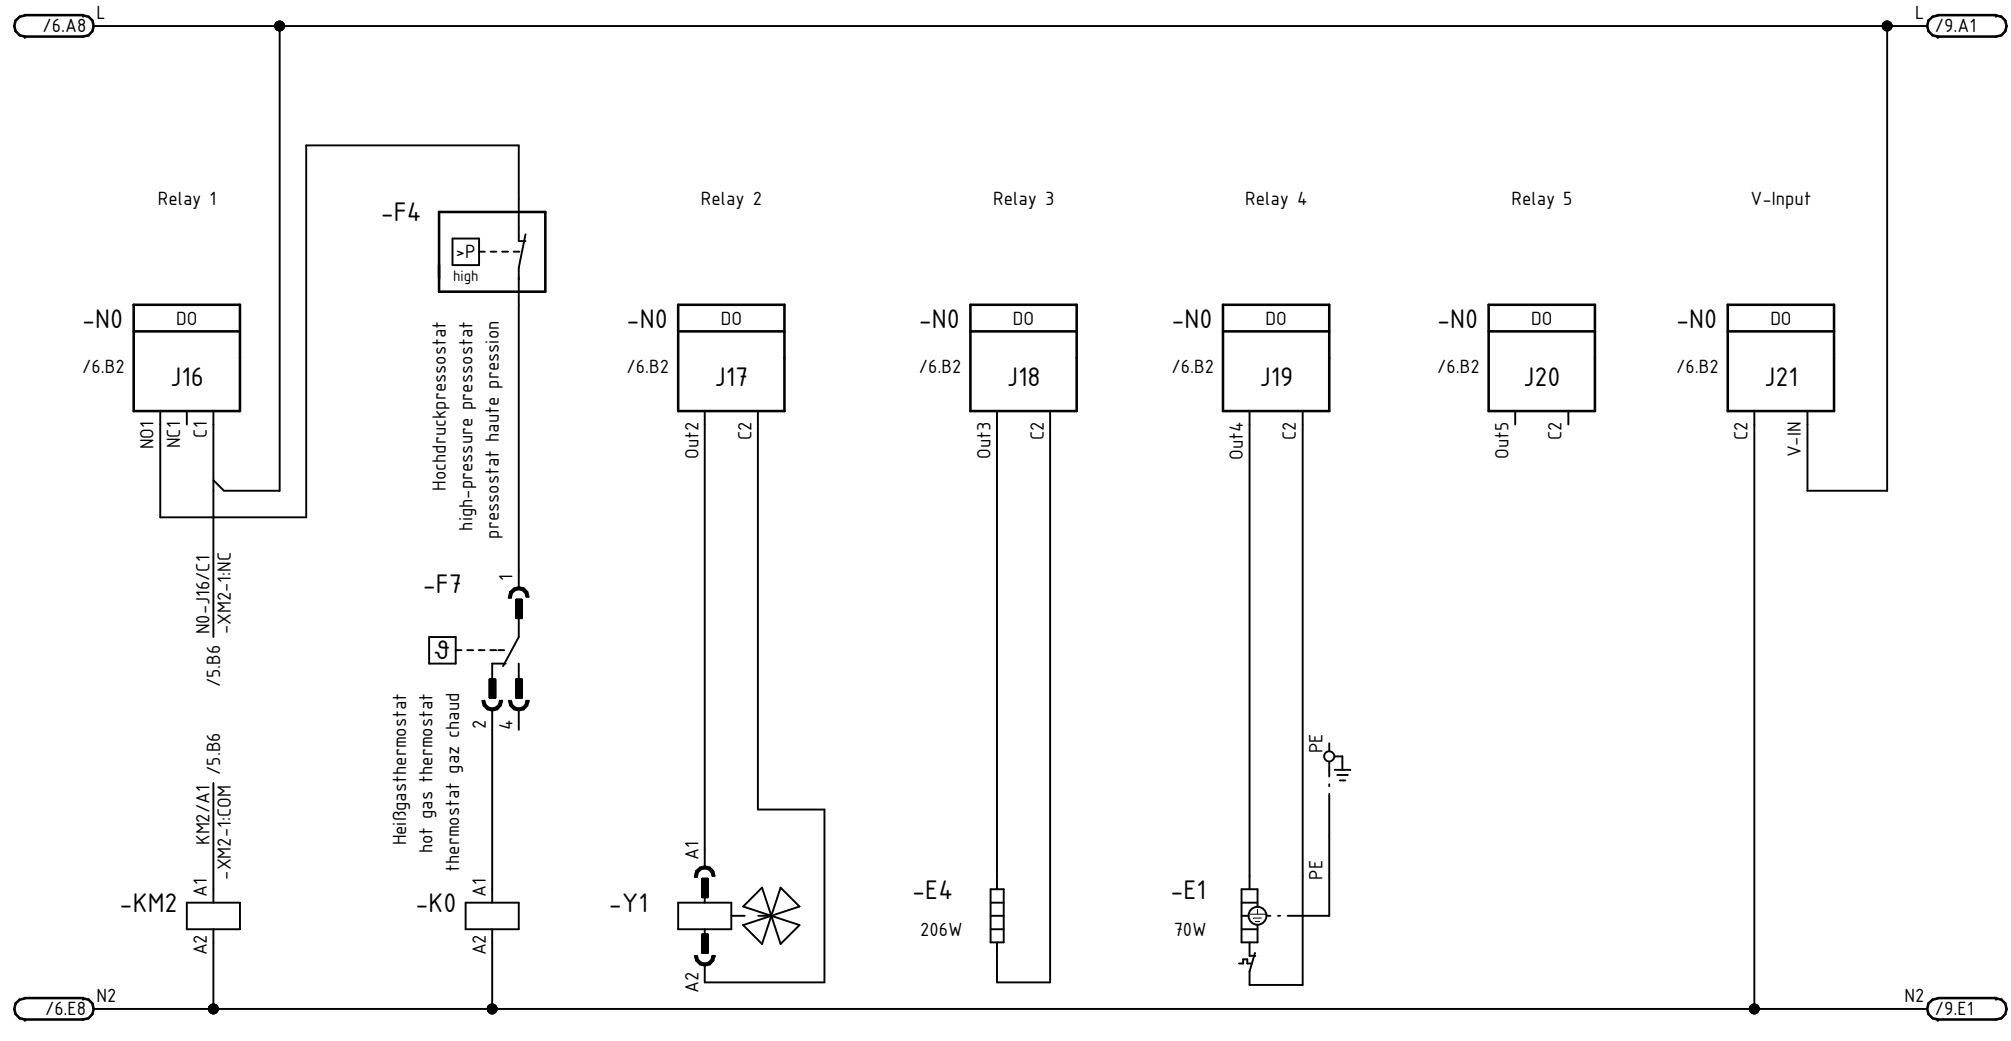 /6.A8
L
L
/9.A1
Relay 1
-F4
>P
high
Relay 2
Relay 3
Relay 4
Relay 5
V-Input
-N0
/6.B2
DO
J16
NO1
NC1
C1
Hochdruckpressostat
high-pressure pressostat
pressostat haute pression
-N0
/6.B2
DO
J17
Out2
C2
-N0
/6.B2
DO
J18
Out3
C2
-N0
/6.B2
DO
J19
Out4
C2
-N0
/6.B2
DO
J20
Out5
C2
-N0
/6.B2
DO
J21
C2
V-IN
N0-J16/C1
-XM2-1:NC
/5.B6
/5.B6
KM2/A1
-XM2-1:COM
-KM2
A1
A2
-F7
1
ϑ
2
4
Heißgasthermostat
hot gas thermostat
thermostat gaz chaud
-K0
A1
A2
-Y1
A1
A2
-E4
206W
-E1
70W
PE
PE
/6.E8
N2
N2
/9.E1